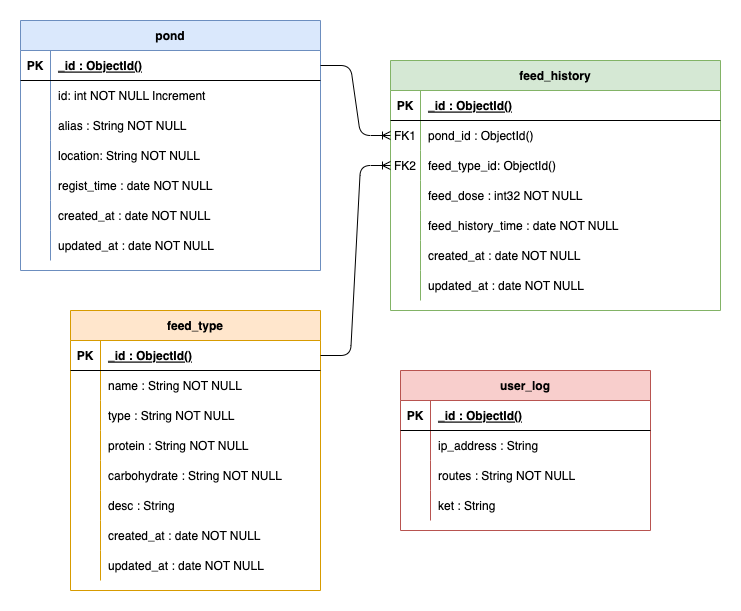 pond
PK _id : ObjectId()
id: int NOT NULL Increment
alias : String NOT NULL
location: String NOT NULL
regist_time : date NOT NULL
created_at : date NOT NULL
updated_at : date NOT NULL
feed_history
PK _id : ObjectId()
FK1 pond_id : ObjectId()
FK2 feed_type_id: ObjectId()
feed_dose : int32 NOT NULL
feed_history_time : date NOT NULL
created_at : date NOT NULL
updated_at : date NOT NULL
feed_type
PK _id : ObjectId()
name : String NOT NULL
type : String NOT NULL
protein : String NOT NULL
carbohydrate : String NOT NULL
desc : String
created_at : date NOT NULL
updated_at : date NOT NULL
user_log
PK _id : ObjectId()
ip_address : String
routes : String NOT NULL
ket : String